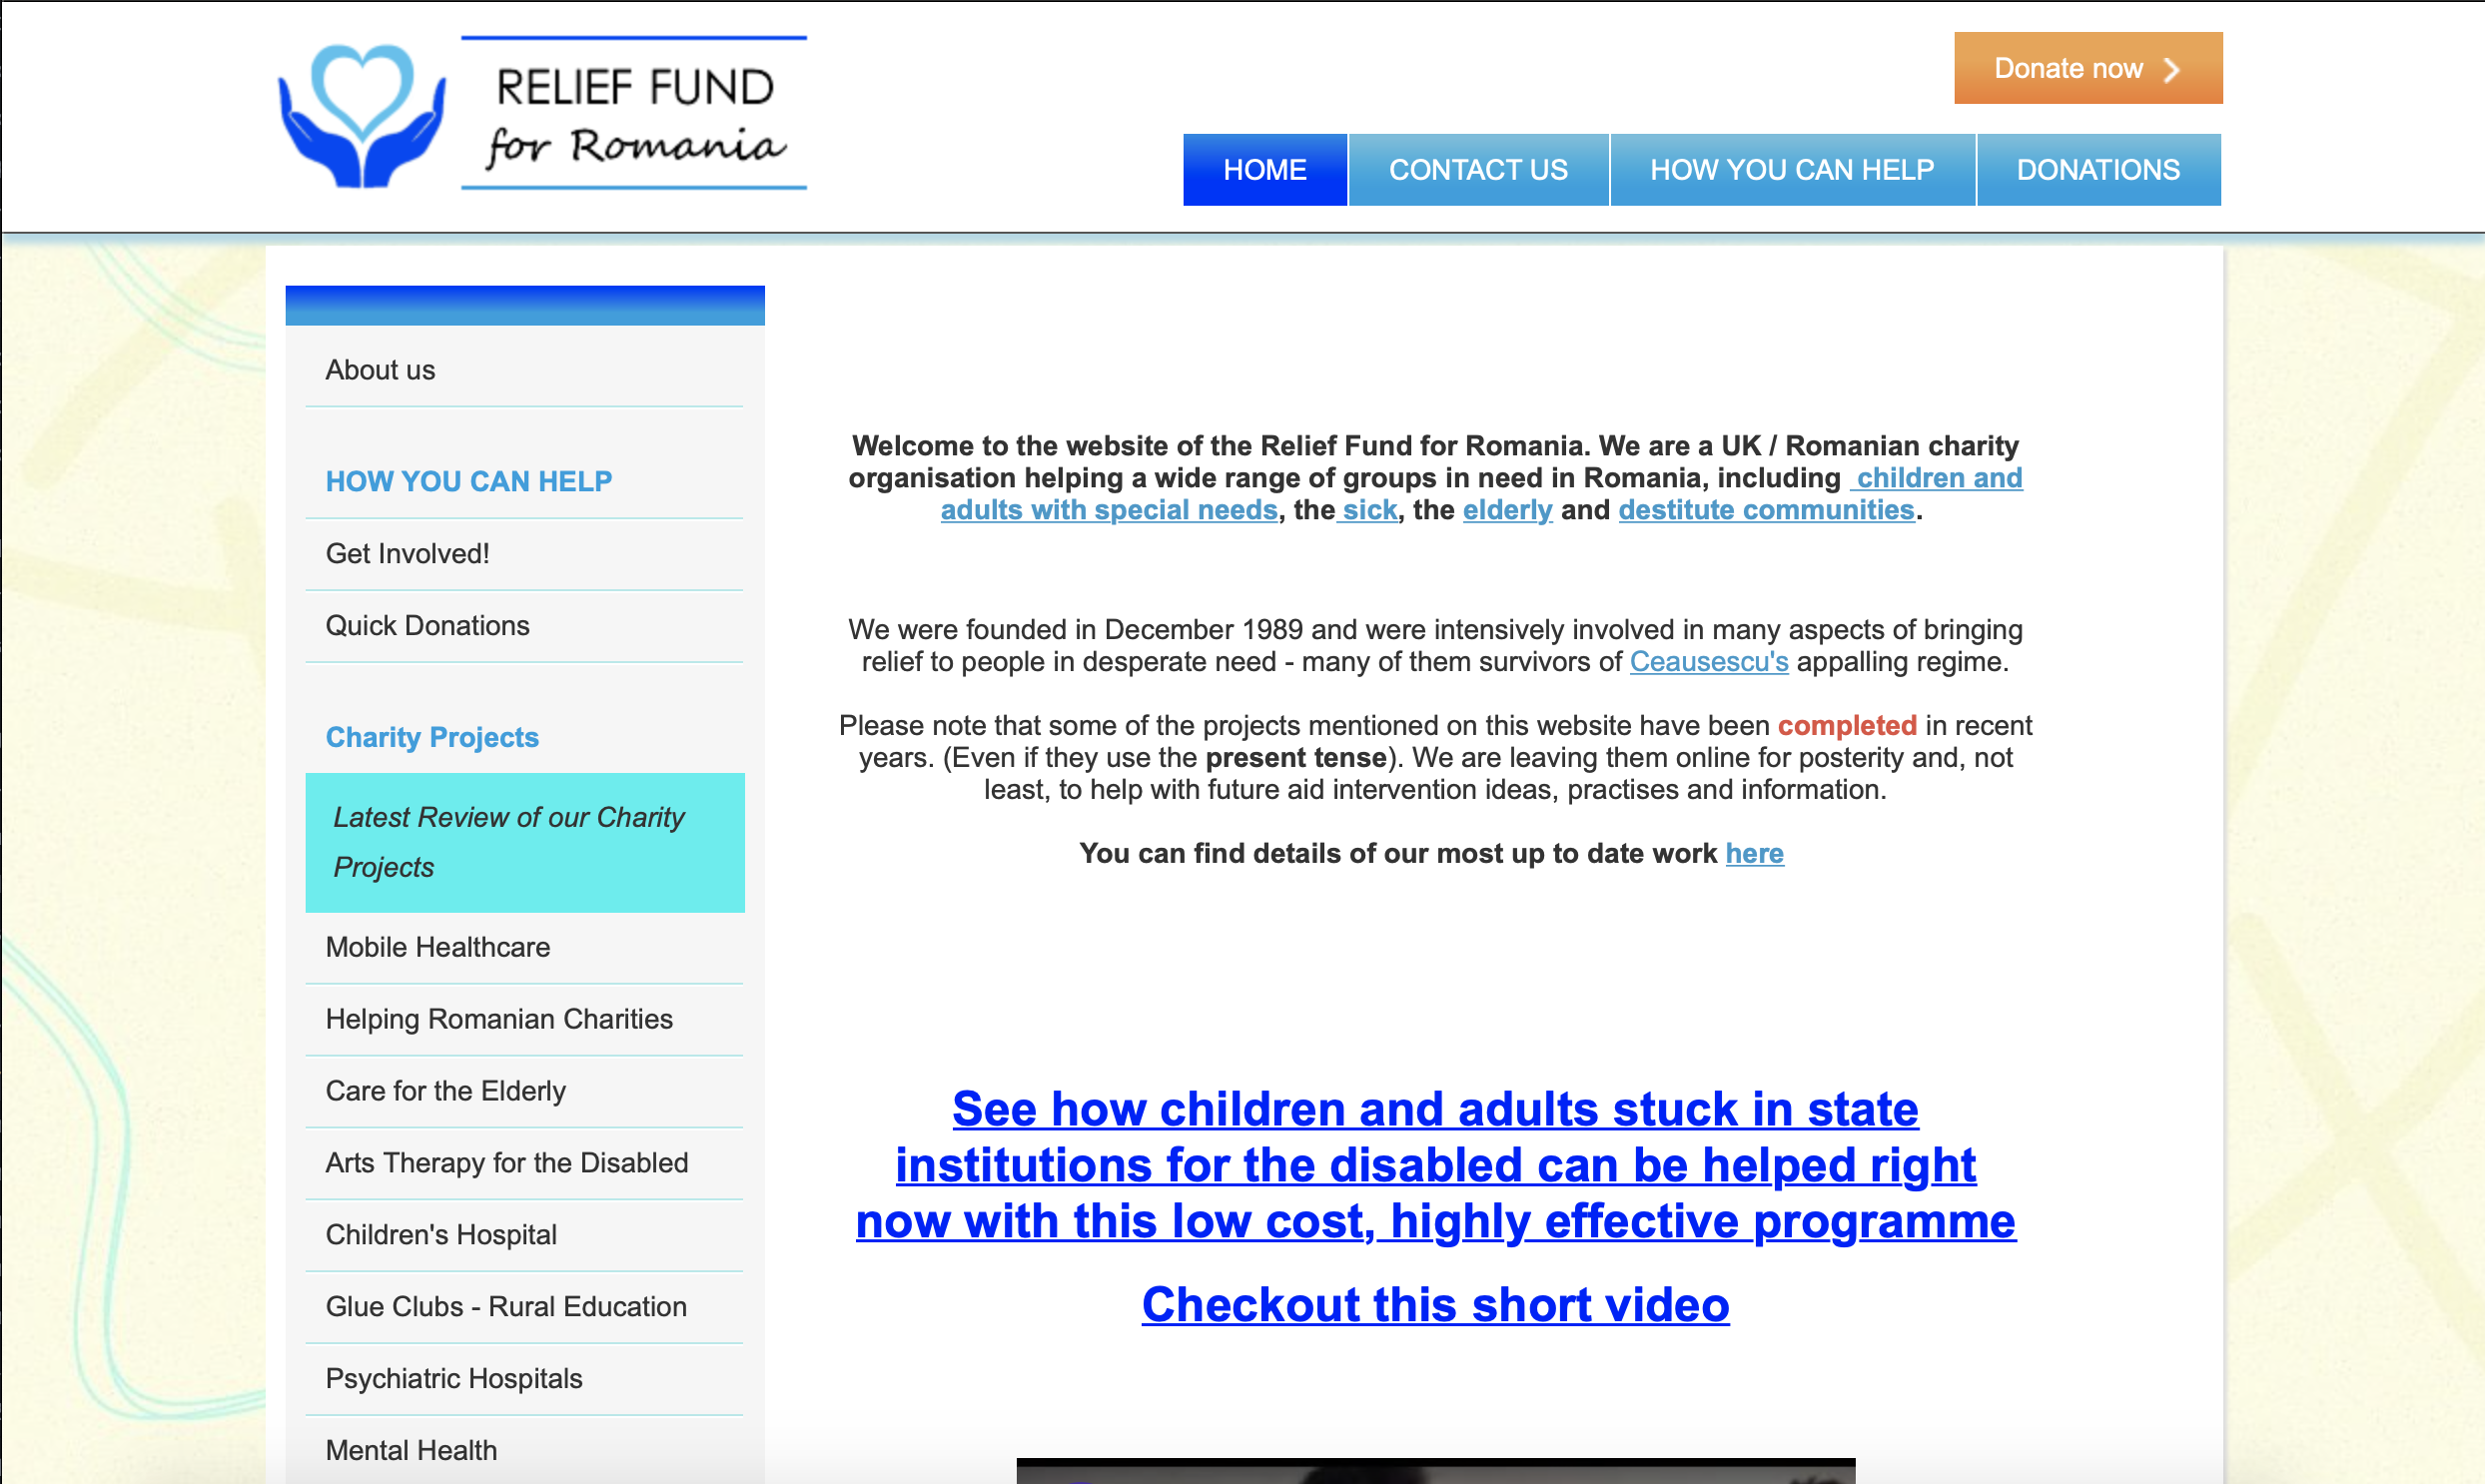 RELIEF FUND
for Romania
Donate now
HOME
CONTACT US
HOW YOU CAN HELP
DONATIONS
About us
HOW YOU CAN HELP
Get Involved!
Quick Donations
Charity Projects
Latest Review of our Charity
Projects
Mobile Healthcare
Helping Romanian Charities
Care for the Elderly
Arts Therapy for the Disabled
Children's Hospital
Glue Clubs - Rural Education
Psychiatric Hospitals
Mental Health
Welcome to the website of the Relief Fund for Romania. We are a UK / Romanian charity
organisation helping a wide range of groups in need in Romania, including children and
adults with special needs, the sick, the elderly and destitute communities.
We were founded in December 1989 and were intensively involved in many aspects of bringing
relief to people in desperate need - many of them survivors of Ceausescu's appalling regime.
Please note that some of the projects mentioned on this website have been completed in recent
years. (Even if they use the present tense). We are leaving them online for posterity and, not
least, to help with future aid intervention ideas, practises and information.
You can find details of our most up to date work here
See how children and adults stuck in state
institutions for the disabled can be helped right
now with this low cost, highly effective programme
Checkout this short video